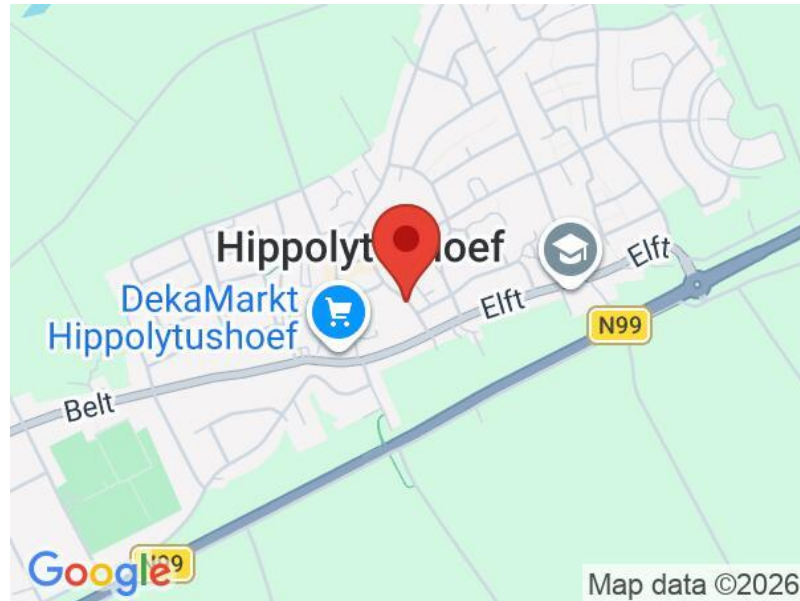 Hippolytushoef
DekaMarkt
Hippolytushoef
Elft
Elft
N99
Belt
N99
Google
Map data ©2026